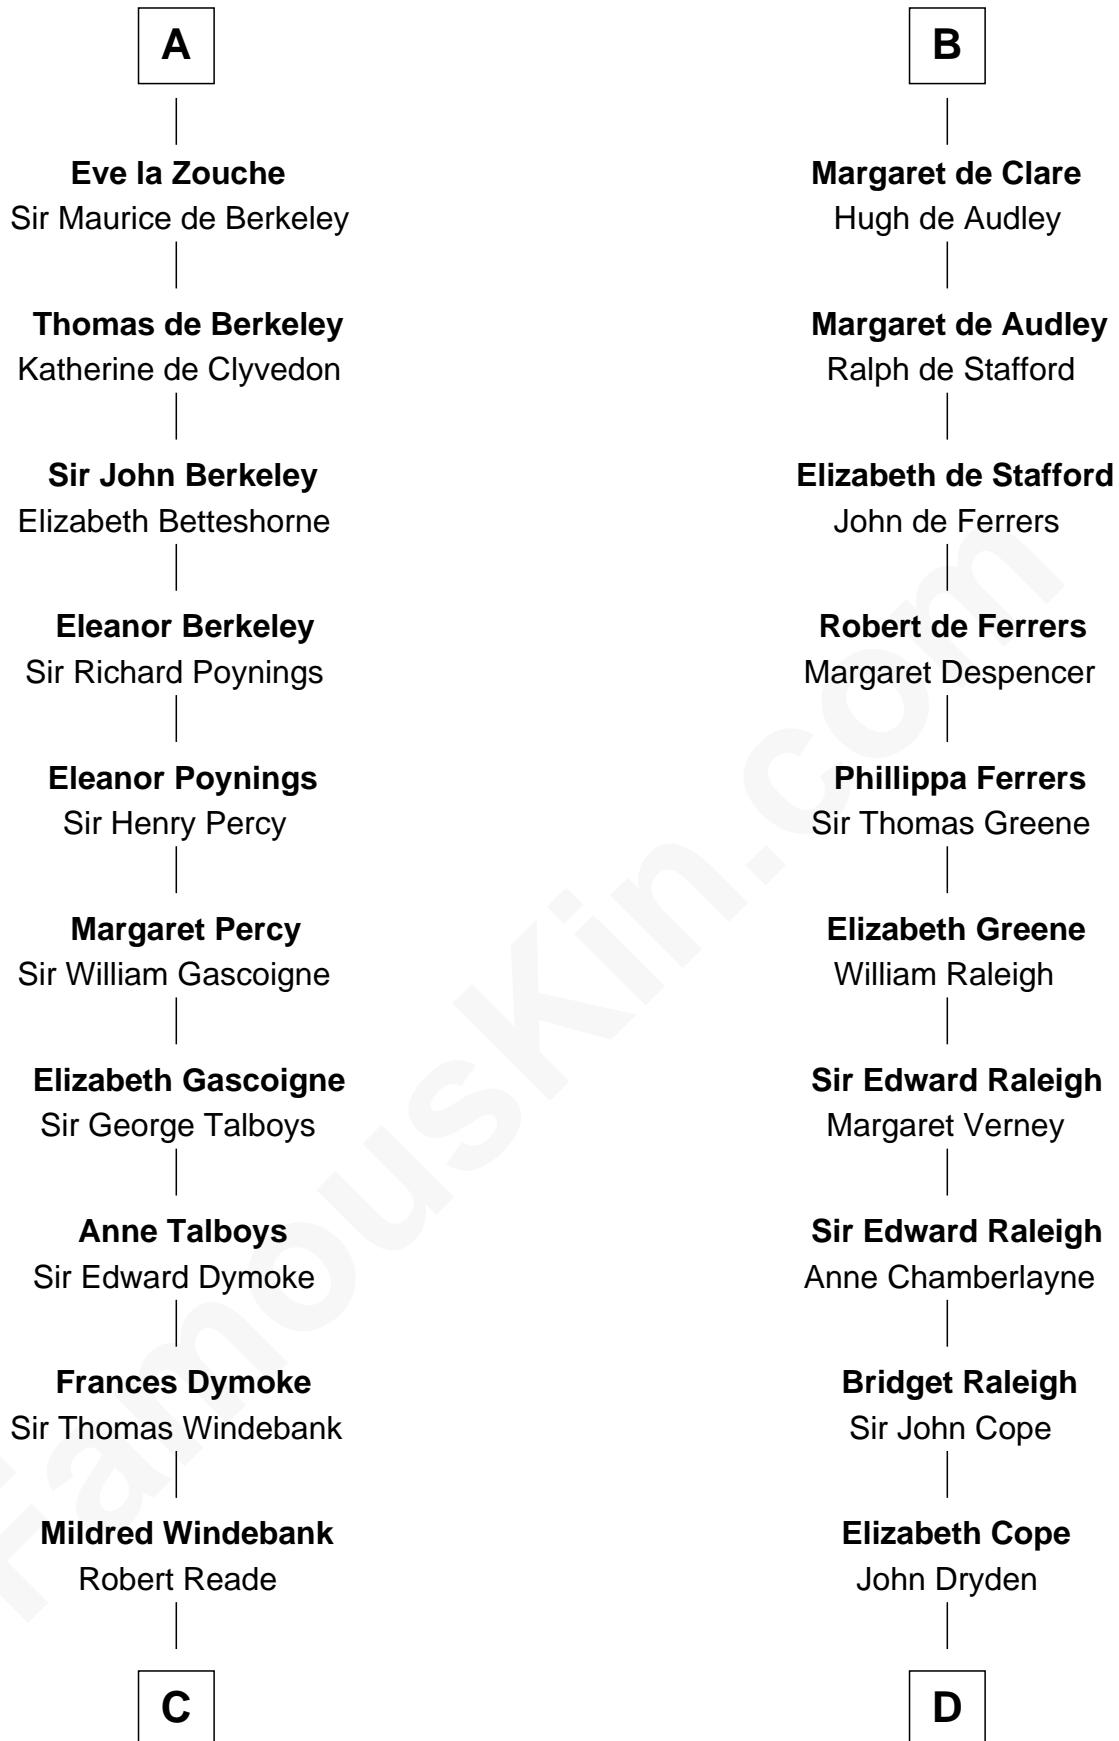 A
Eve la Zouche
Sir Maurice de Berkeley
Thomas de Berkeley
Katherine de Clyvedon
Sir John Berkeley
Elizabeth Betteshorne
Eleanor Berkeley
Sir Richard Poynings
Eleanor Poynings
Sir Henry Percy
Margaret Percy
Sir William Gascoigne
Elizabeth Gascoigne
Sir George Talboys
Anne Talboys
Sir Edward Dymoke
Frances Dymoke
Sir Thomas Windebank
Mildred Windebank
Robert Reade
C
B
Margaret de Clare
Hugh de Audley
Margaret de Audley
Ralph de Stafford
Elizabeth de Stafford
John de Ferrers
Robert de Ferrers
Margaret Despencer
Phillippa Ferrers
Sir Thomas Greene
Elizabeth Greene
William Raleigh
Sir Edward Raleigh
Margaret Verney
Sir Edward Raleigh
Anne Chamberlayne
Bridget Raleigh
Sir John Cope
Elizabeth Cope
John Dryden
D
FamousKin.com